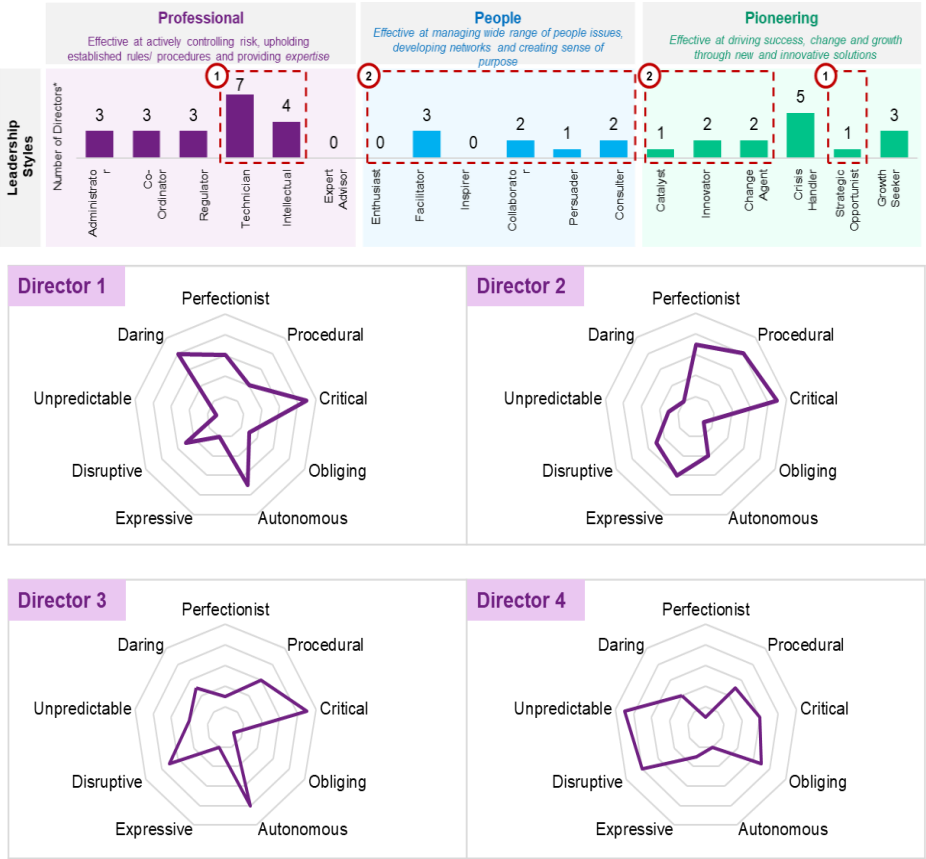 Professional
Effective at actively controlling risk, upholding
established rules/ procedures and providing expertise
People
Effective at managing wide range of people issues,
developing networks and creating sense of
purpose
Pioneering
Effective at driving success, change and growth
through new and innovative solutions
Leadership
Styles
Number of Directors*
1
2
2
1
3
3
3
7
4
0
0
3
0
2
1
2
1
2
2
5
1
3
Administrato
r
Co-
Ordinator
Regulator
Technician
Intellectual
Expert
Advisor
Enthusiast
Facilitator
Inspirer
Collaborato
r
Persuader
Consulter
Catalyst
Innovator
Change
Agent
Crisis
Handler
Strategic
Opportunist
Growth
Seeker
Director 1
Perfectionist
Daring
Procedural
Unpredictable
Critical
Disruptive
Obliging
Expressive
Autonomous
Director 2
Perfectionist
Daring
Procedural
Unpredictable
Critical
Disruptive
Obliging
Expressive
Autonomous
Director 3
Perfectionist
Daring
Procedural
Unpredictable
Critical
Disruptive
Obliging
Expressive
Autonomous
Director 4
Perfectionist
Daring
Procedural
Unpredictable
Critical
Disruptive
Obliging
Expressive
Autonomous